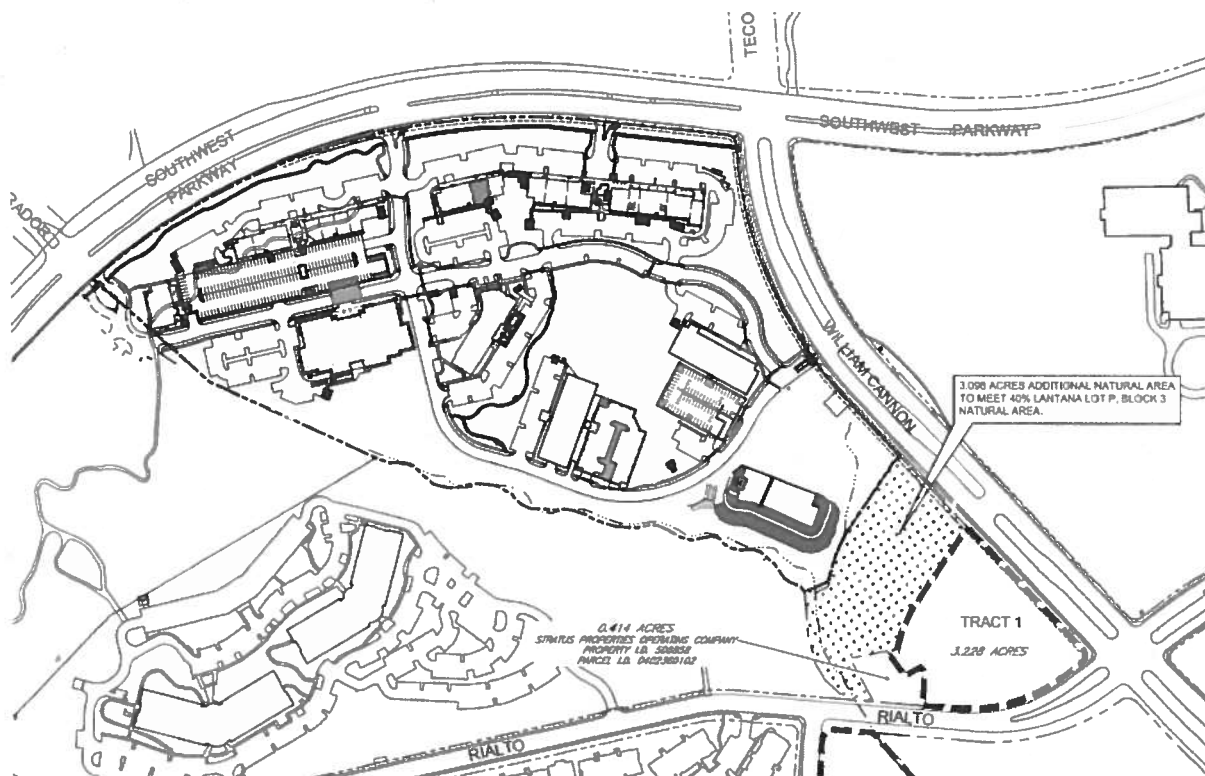 TECO
SOUTHWEST
PARKWAY
SOUTHWEST PARKWAY
RADOR
WILLIAM CANNON
3.098 ACRES ADDITIONAL NATURAL AREA
TO MEET 40% LANTANA LOT P, BLOCK 3
NATURAL AREA.
0.414 ACRES
STRATUS PROPERTIES OPERATING COMPANY
PROPERTY I.D. 508858
PARCEL I.D. 0402360102
TRACT 1
3.228 ACRES
RIALTO
RIALTO